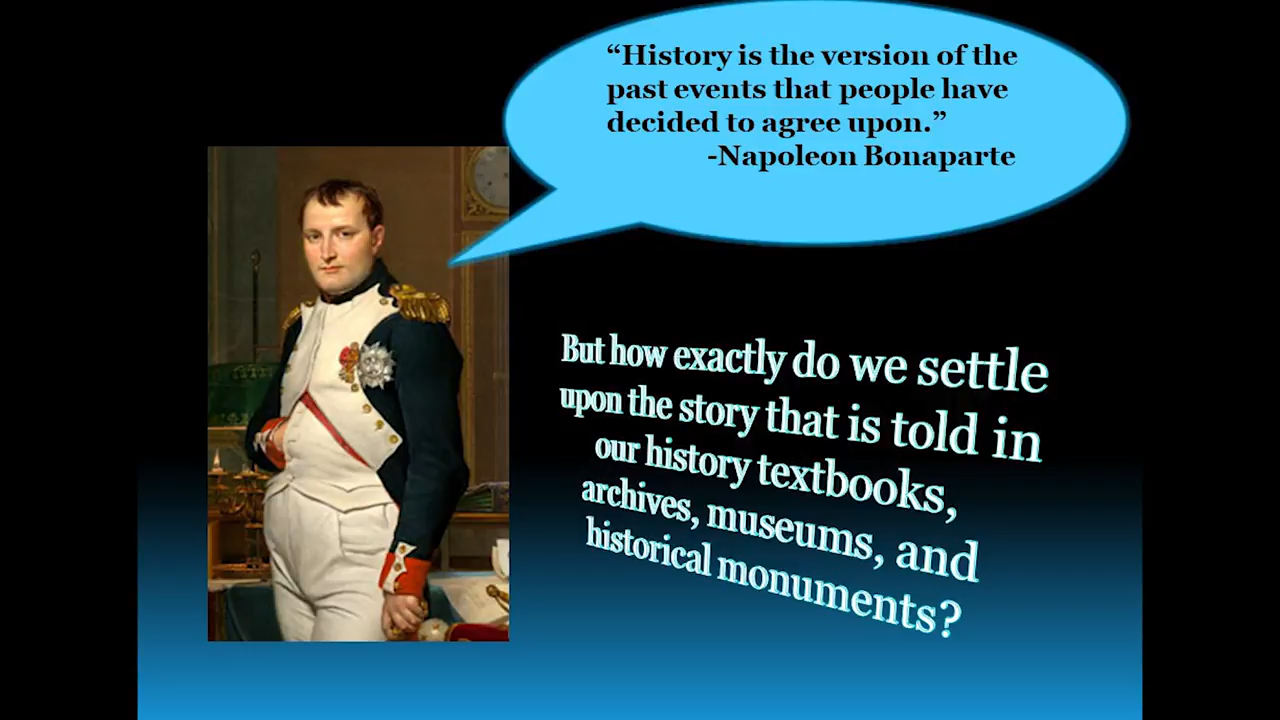 “History is the version of the
past events that people have
decided to agree upon.”
-Napoleon Bonaparte
But how exactly do we settle
upon the story that is told in
our history textbooks,
archives, museums, and
historical monuments?